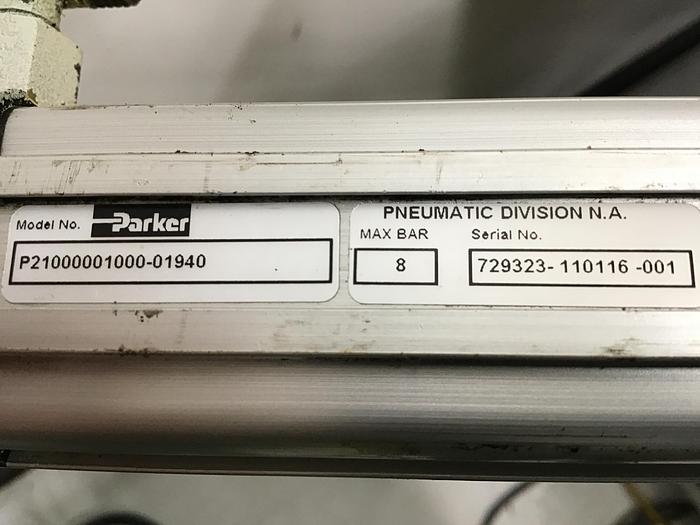 Model No. Parker
P21000001000-01940
PNEUMATIC DIVISION N.A.
MAX BAR Serial No.
8 729323-110116-001